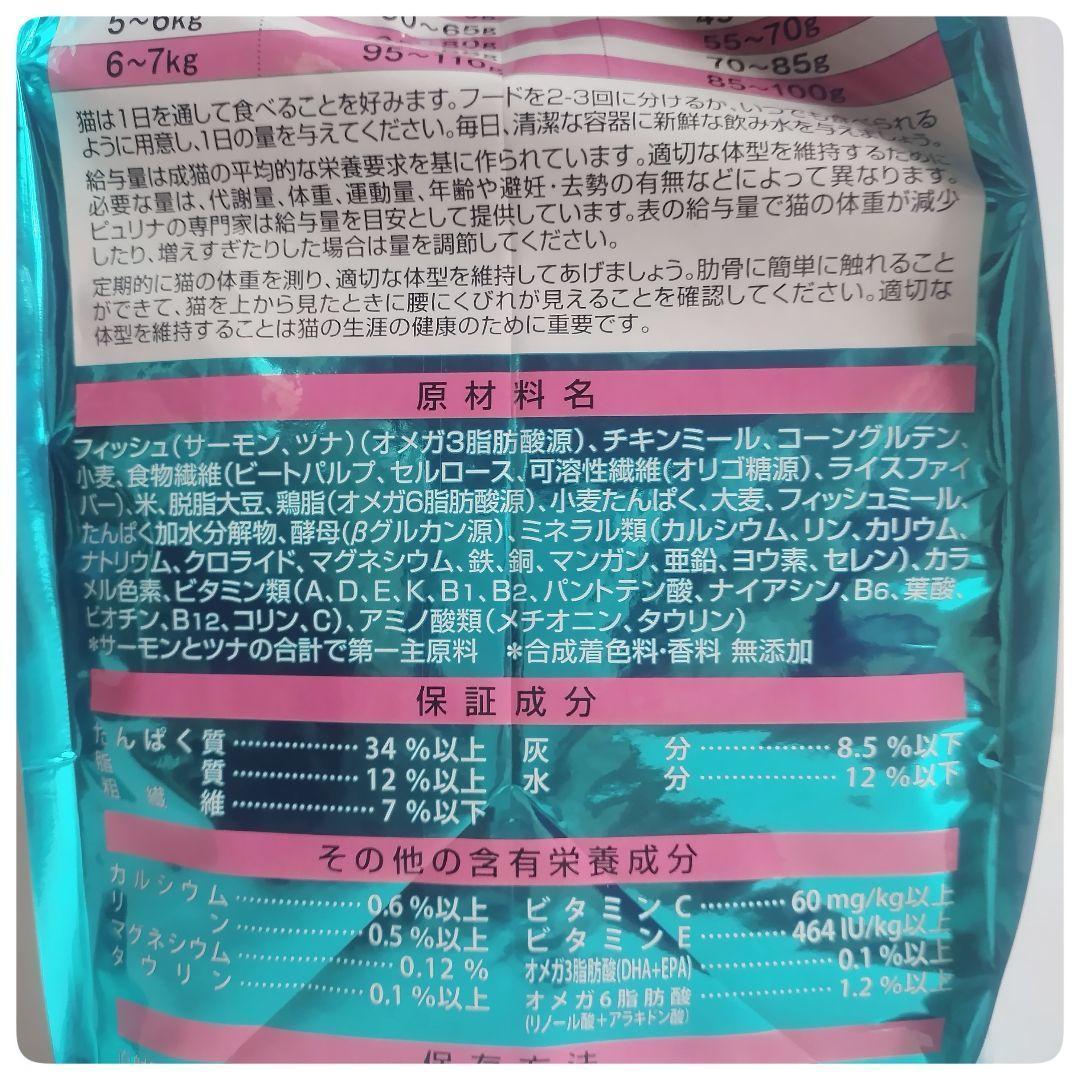 5~6kg
~65g
55~70g
6~7kg
95~110g
70~85g
85~100g
猫は1日を通して食べることを好みます。フードを2-3回に分けるか、いつでも食べられる
ように用意し、1日の量を与えてください。毎日、清潔な容器に新鮮な飲み水を与えましょう。
給与量は成猫の平均的な栄養要求を基に作られています。適切な体型を維持するために
必要な量は、代謝量、体重、運動量、年齢や避妊・去勢の有無などによって異なります。
ピュリナの専門家は給与量を目安として提供しています。表の給与量で猫の体重が減少
したり、増えすぎたりした場合は量を調節してください。
定期的に猫の体重を測り、適切な体型を維持してあげましょう。肋骨に簡単に触れること
ができて、猫を上から見たときに腰にくびれが見えることを確認してください。適切な
体型を維持することは猫の生涯の健康のために重要です。
原材料名
フィッシュ(サーモン、ツナ)(オメガ3脂肪酸源)、チキンミール、コーングルテン、
小麦、食物繊維(ビートパルプ、セルロース、可溶性繊維(オリゴ糖源)、ライスファイ
バー)、米、脱脂大豆、鶏脂(オメガ6脂肪酸源)、小麦たんぱく、大麦、フィッシュミール、
たんぱく加水分解物、酵母(βグルカン源)、ミネラル類(カルシウム、リン、カリウム、
ナトリウム、クロライド、マグネシウム、鉄、銅、マンガン、亜鉛、ヨウ素、セレン)、カラ
メル色素、ビタミン類(A、D、E、K、B1、B2、パントテン酸、ナイアシン、B6、葉酸、
ビオチン、B12、コリン、C)、アミノ酸類(メチオニン、タウリン)
*サーモンとツナの合計で第一主原料 *合成着色料・香料 無添加
保証成分
たんぱく質 34 %以上 灰分 8.5 %以下
脂質 12 %以上 水分 12 %以下
粗繊維 7 %以下
その他の含有栄養成分
カルシウム 0.6 %以上 ビタミンC 60 mg/kg以上
リン 0.5 %以上 ビタミンE 464 IU/kg以上
マグネシウム 0.12 % オメガ3脂肪酸(DHA+EPA) 0.1 %以上
タウリン 0.1 %以上 オメガ6脂肪酸 1.2 %以上
(リノール酸+アラキドン酸)
保存方法